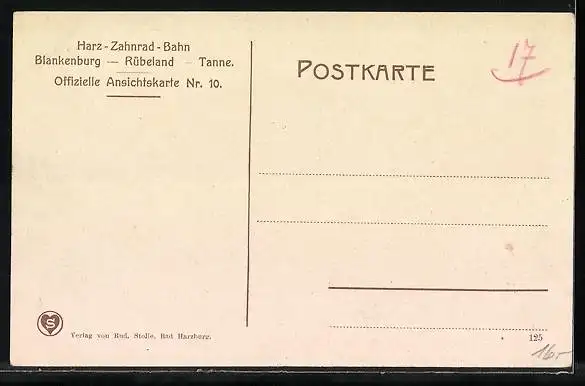 Harz-Zahnrad-Bahn
Blankenburg — Rübeland — Tanne.
Offizielle Ansichtskarte Nr. 10.
POSTKARTE
17
S
Verlag von Rud. Stolle, Bad Harzburg.
125
16.-